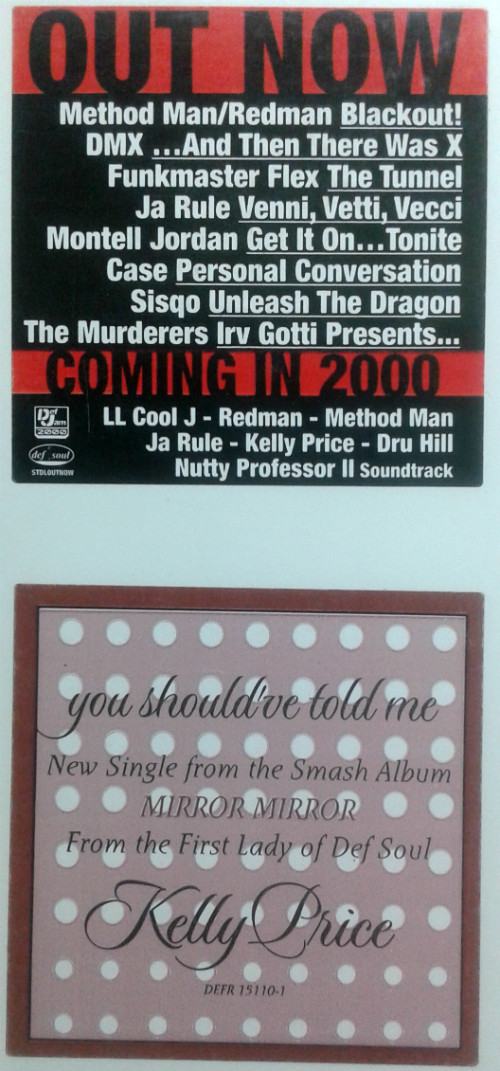 OUT NOW
Method Man/Redman Blackout!
DMX ...And Then There Was X
Funkmaster Flex The Tunnel
Ja Rule Venni, Vetti, Vecci
Montell Jordan Get It On...Tonite
Case Personal Conversation
Sisqo Unleash The Dragon
The Murderers Irv Gotti Presents...
COMING IN 2000
Def Jam 2000
LL Cool J - Redman - Method Man
Ja Rule - Kelly Price - Dru Hill
def soul
Nutty Professor II Soundtrack
STDLOUTNOW
you should've told me
New Single from the Smash Album
MIRROR MIRROR
From the First Lady of Def Soul
Kelly Price
DEFR 15110-1